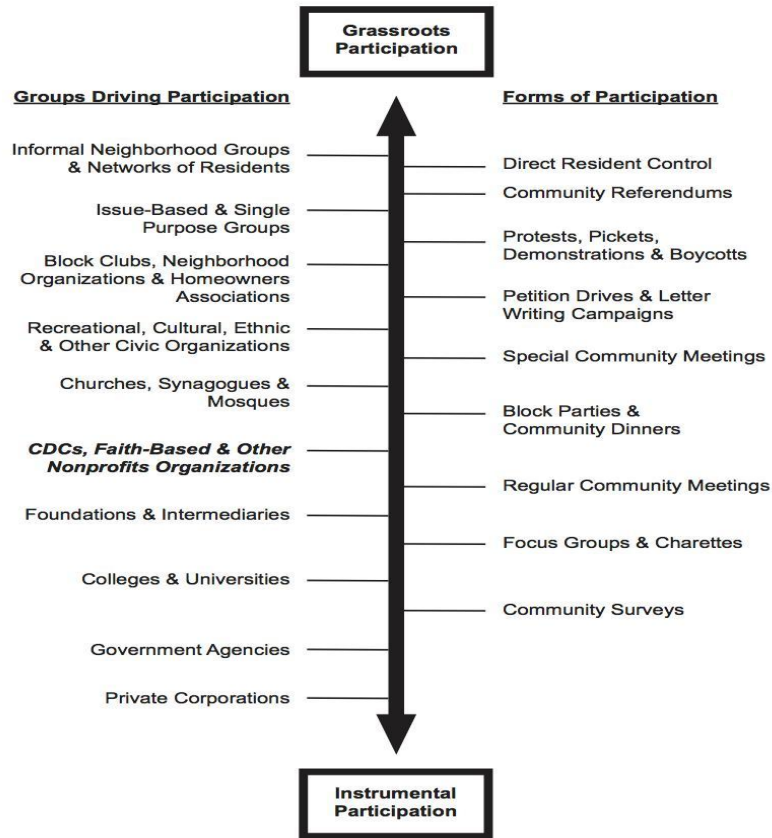 Grassroots
Participation
Groups Driving Participation
Informal Neighborhood Groups
& Networks of Residents
Issue-Based & Single
Purpose Groups
Block Clubs, Neighborhood
Organizations & Homeowners
Associations
Recreational, Cultural, Ethnic
& Other Civic Organizations
Churches, Synagogues &
Mosques
CDCs, Faith-Based & Other
Nonprofits Organizations
Foundations & Intermediaries
Colleges & Universities
Government Agencies
Private Corporations
Forms of Participation
Direct Resident Control
Community Referendums
Protests, Pickets,
Demonstrations & Boycotts
Petition Drives & Letter
Writing Campaigns
Special Community Meetings
Block Parties &
Community Dinners
Regular Community Meetings
Focus Groups & Charettes
Community Surveys
Instrumental
Participation